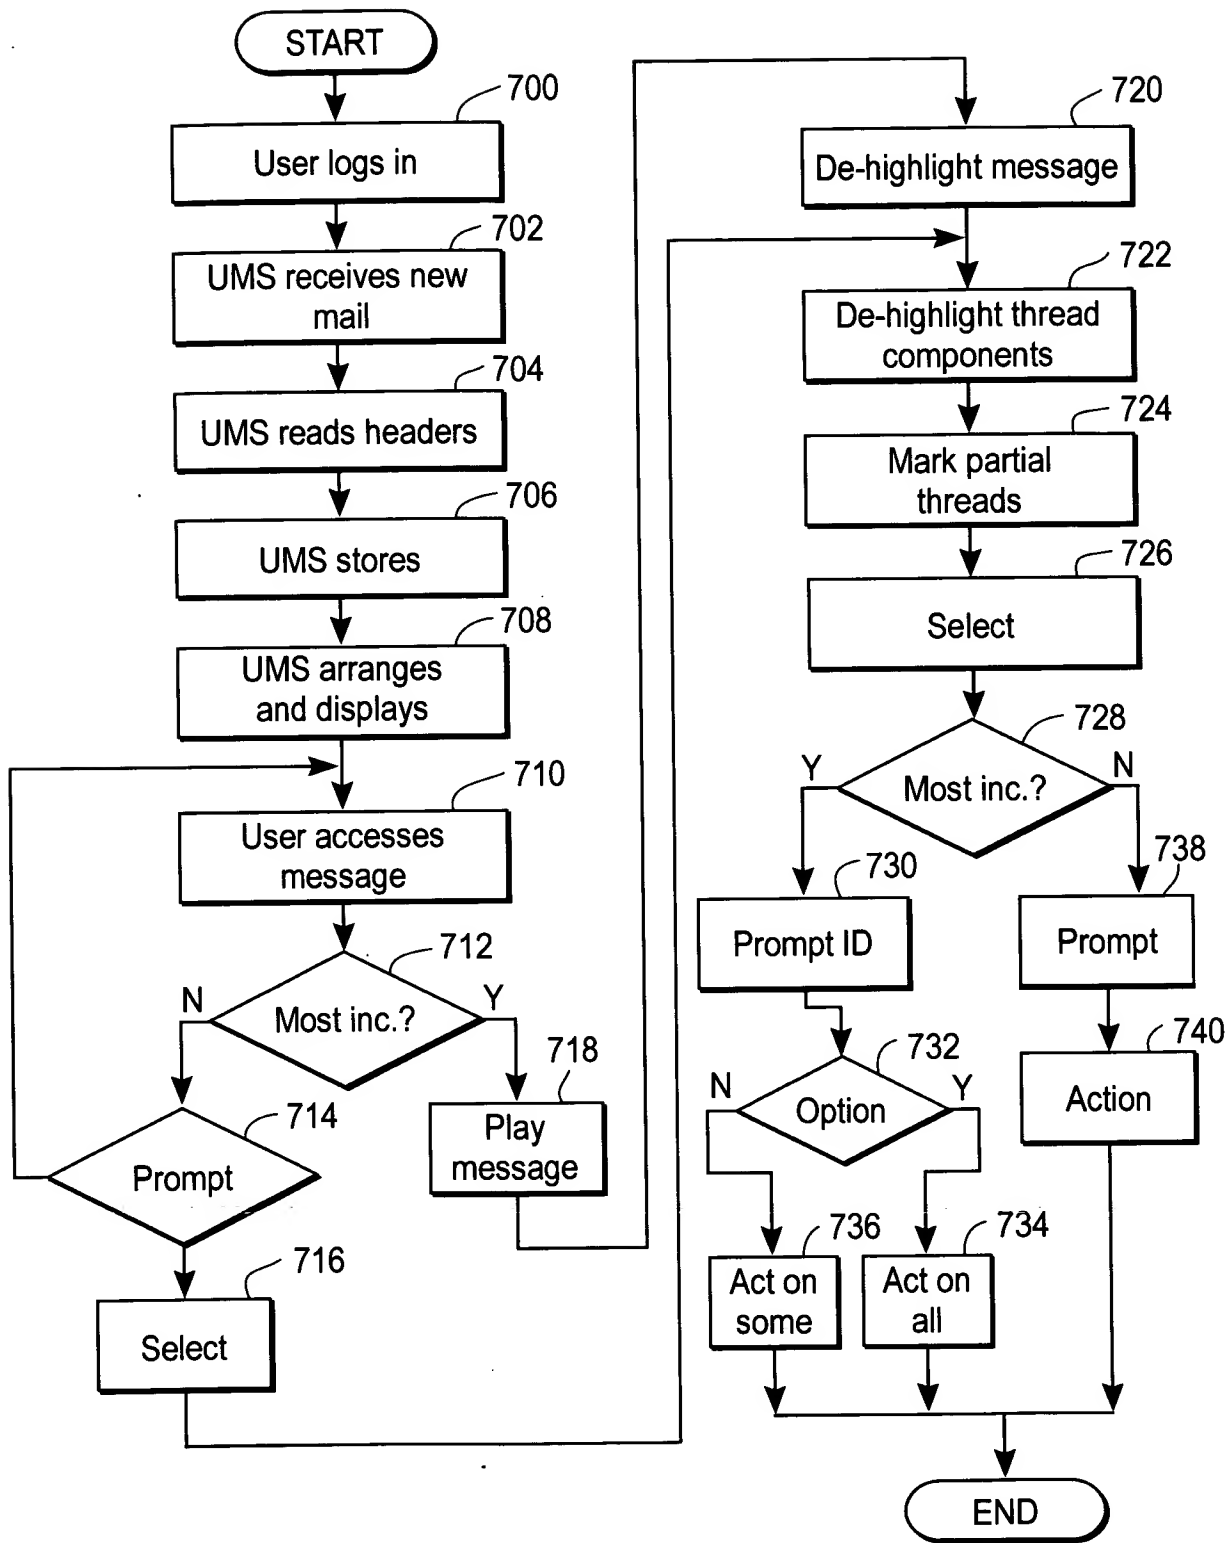 START
700
User logs in
702
UMS receives new
mail
704
UMS reads headers
706
UMS stores
708
UMS arranges
and displays
710
User accesses
message
712
N
Most inc.?
Y
714
Prompt
718
Play
message
716
Select
720
De-highlight message
722
De-highlight thread
components
724
Mark partial
threads
726
Select
728
Y
Most inc.?
N
730
Prompt ID
738
Prompt
732
N
Option
Y
740
Action
736
Act on
some
734
Act on
all
END